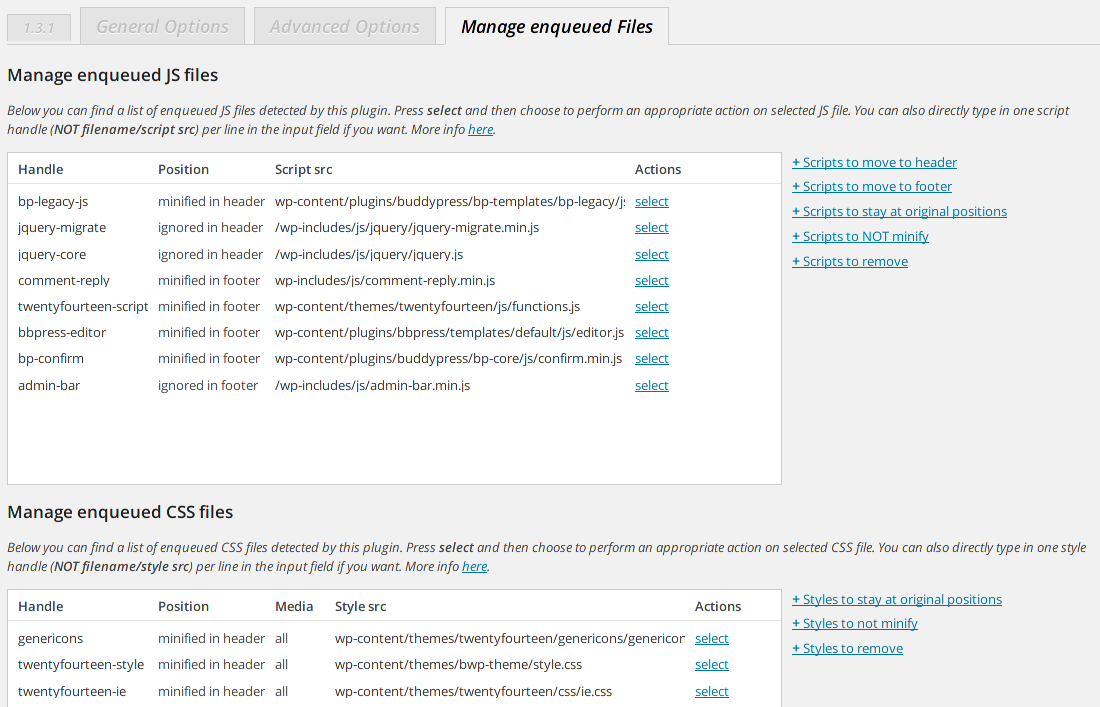 1.3.1 General Options Advanced Options Manage enqueued Files
Manage enqueued JS files
Below you can find a list of enqueued JS files detected by this plugin. Press select and then choose to perform an appropriate action on selected JS file. You can also directly type in one script
handle (NOT filename/script src) per line in the input field if you want. More info here.
Handle Position Script src Actions
bp-legacy-js minified in header wp-content/plugins/buddypress/bp-templates/bp-legacy/js select
jquery-migrate ignored in header /wp-includes/js/jquery/jquery-migrate.min.js select
jquery-core ignored in header /wp-includes/js/jquery/jquery.js select
comment-reply minified in footer wp-includes/js/comment-reply.min.js select
twentyfourteen-script minified in footer wp-content/themes/twentyfourteen/js/functions.js select
bbpress-editor minified in footer wp-content/plugins/bbpress/templates/default/js/editor.js select
bp-confirm minified in footer wp-content/plugins/buddypress/bp-core/js/confirm.min.js select
admin-bar ignored in footer /wp-includes/js/admin-bar.min.js select
+ Scripts to move to header
+ Scripts to move to footer
+ Scripts to stay at original positions
+ Scripts to NOT minify
+ Scripts to remove
Manage enqueued CSS files
Below you can find a list of enqueued CSS files detected by this plugin. Press select and then choose to perform an appropriate action on selected CSS file. You can also directly type in one style
handle (NOT filename/style src) per line in the input field if you want. More info here.
Handle Position Media Style src Actions
genericons minified in header all wp-content/themes/twentyfourteen/genericons/genericon select
twentyfourteen-style minified in header all wp-content/themes/bwp-theme/style.css select
twentyfourteen-ie minified in header all wp-content/themes/twentyfourteen/css/ie.css select
+ Styles to stay at original positions
+ Styles to not minify
+ Styles to remove